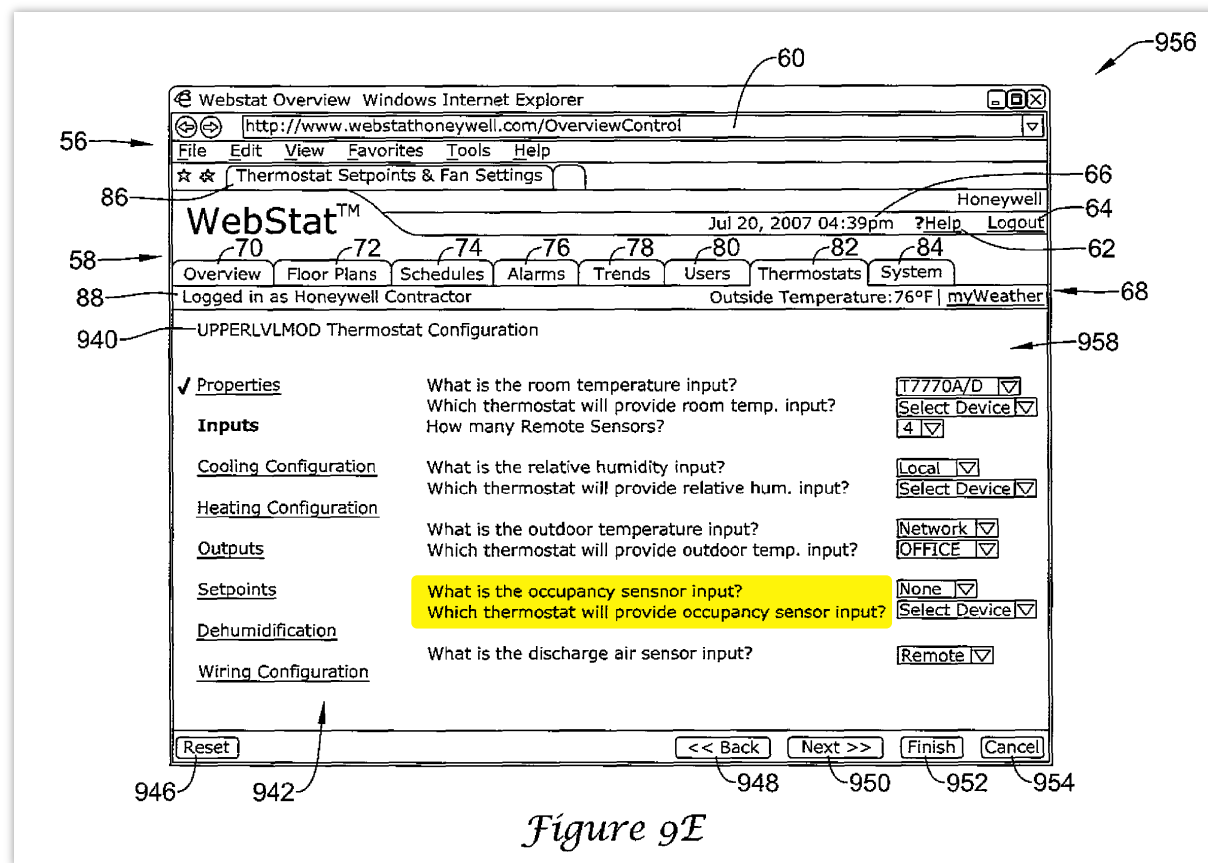 956
60
Webstat Overview Windows Internet Explorer
http://www.webstathoneywell.com/OverviewControl
56
File Edit View Favorites Tools Help
Thermostat Setpoints & Fan Settings
86
66
Honeywell
WebStat™
Jul 20, 2007 04:39pm ?Help Logout
64
62
58
70 72 74 76 78 80 82 84
Overview Floor Plans Schedules Alarms Trends Users Thermostats System
88
Logged in as Honeywell Contractor Outside Temperature:76°F | myWeather
68
940
UPPERLVLMOD Thermostat Configuration
958
Properties What is the room temperature input? T7770A/D
Which thermostat will provide room temp. input? Select Device
Inputs How many Remote Sensors? 4
Cooling Configuration What is the relative humidity input? Local
Which thermostat will provide relative hum. input? Select Device
Heating Configuration
What is the outdoor temperature input? Network
Outputs Which thermostat will provide outdoor temp. input? OFFICE
Setpoints What is the occupancy sensnor input? None
Which thermostat will provide occupancy sensor input? Select Device
Dehumidification
What is the discharge air sensor input? Remote
Wiring Configuration
Reset << Back Next >> Finish Cancel
946 942 948 950 952 954
Figure 9E